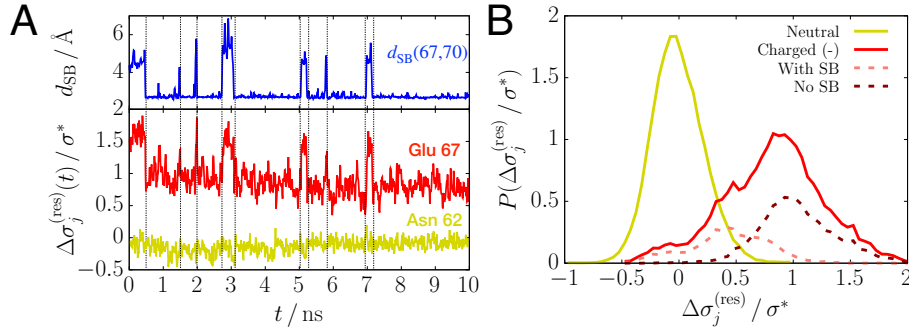 A
d_SB / Å
6
4
2
d_SB(67,70)
Δσ_j^(res)(t) / σ*
1.5
1
0.5
0
−0.5
Glu 67
Asn 62
0 1 2 3 4 5 6 7 8 9 10
t / ns
B
P(Δσ_j^(res) / σ*)
2
1.5
1
0.5
0
Neutral
Charged (-)
With SB
No SB
−1 −0.5 0 0.5 1 1.5 2
Δσ_j^(res) / σ*